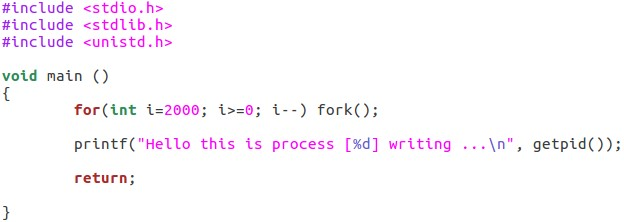 #include <stdio.h>
#include <stdlib.h>
#include <unistd.h>
void main ()
{
for(int i=2000; i>=0; i--) fork();
printf("Hello this is process [%d] writing ...\n", getpid());
return;
}